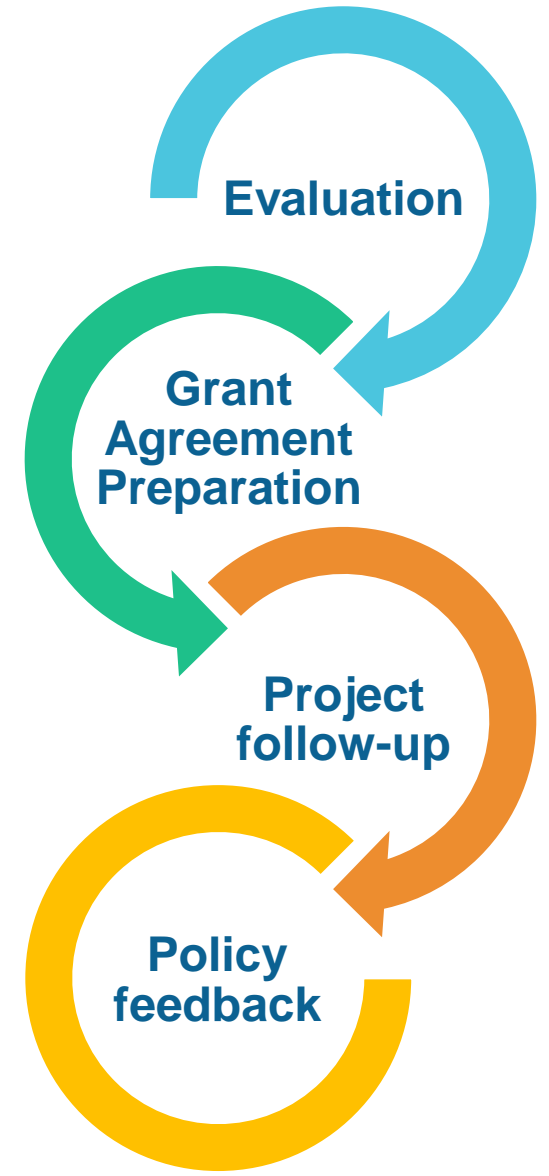 Evaluation
Grant
Agreement
Preparation
Project
follow-up
Policy
feedback